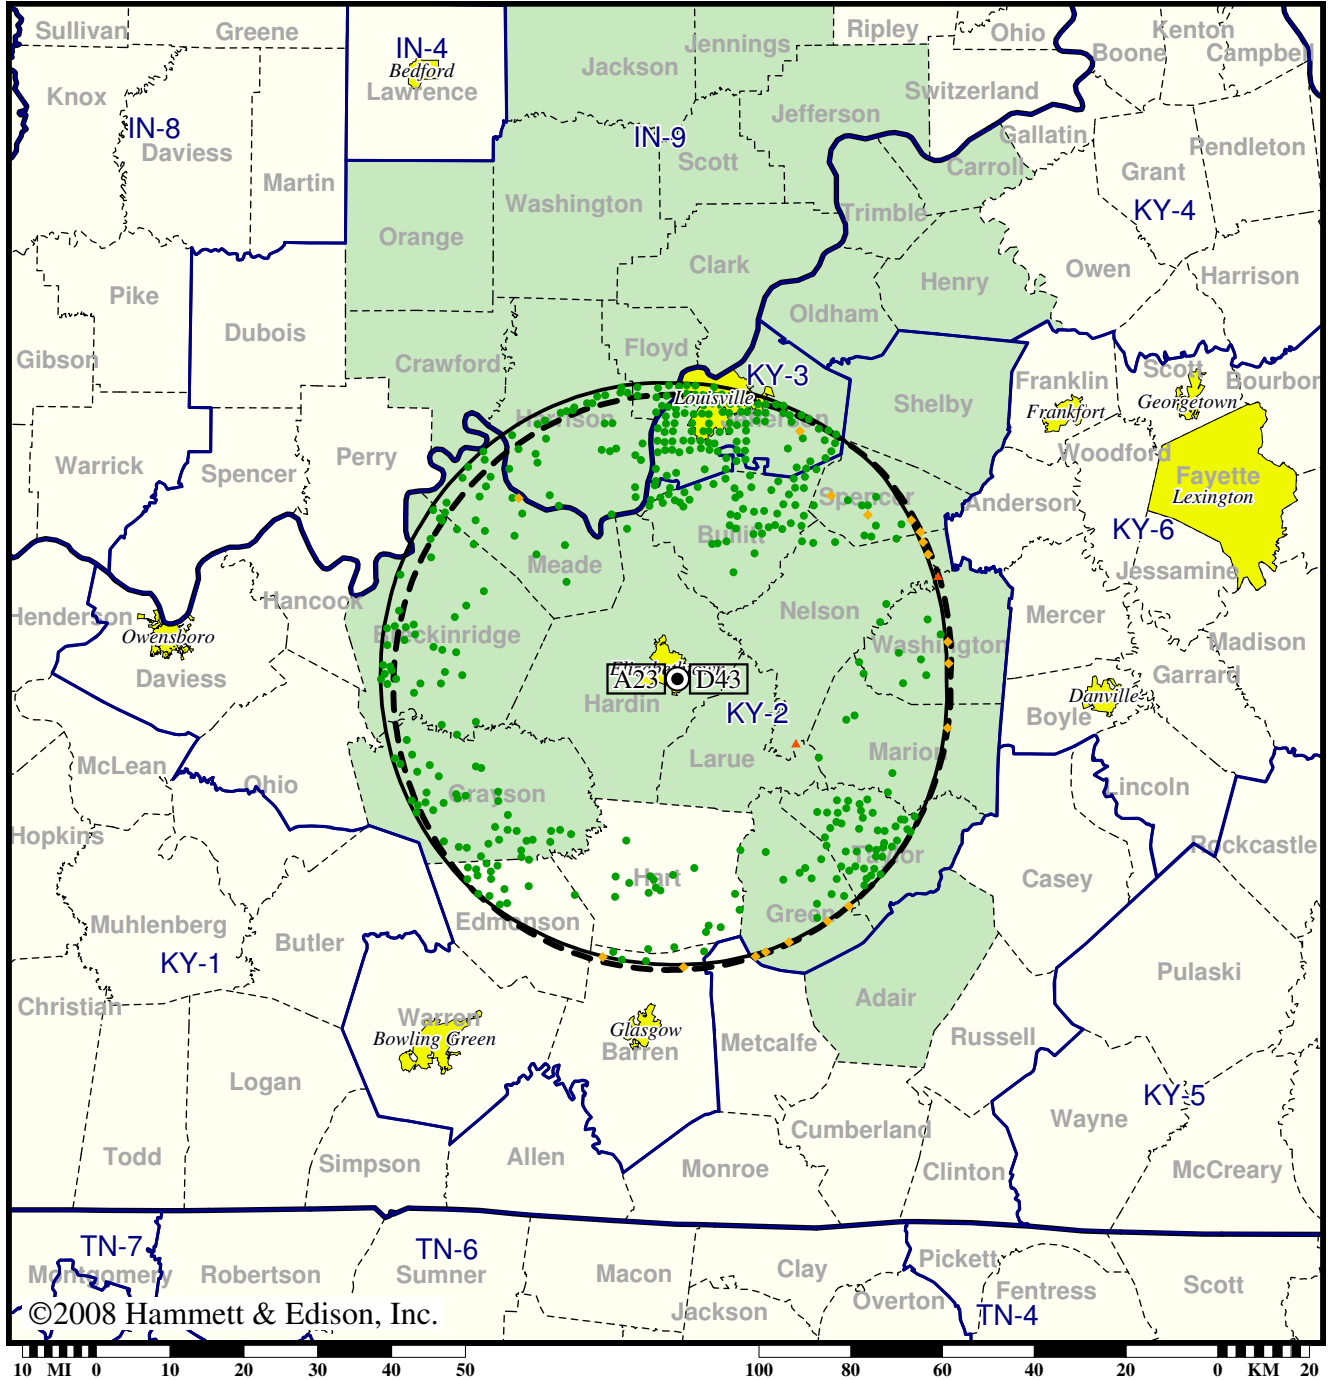 Sullivan
Greene
IN-4
Bedford
Lawrence
Jennings
Jackson
Ripley
Ohio
Kenton
Boone
Campbell
Knox
IN-8
Daviess
Martin
IN-9
Scott
Jefferson
Switzerland
Gallatin
Carroll
Pendleton
Grant
KY-4
Washington
Trimble
Orange
Clark
Henry
Owen
Harrison
Pike
Dubois
Oldham
Gibson
Crawford
Floyd
KY-3
Louisville
Jefferson
Harrison
Shelby
Franklin
Frankfort
Scott
Georgetown
Bourbon
Woodford
Fayette
Lexington
Warrick
Spencer
Perry
Spencer
Anderson
KY-6
Bullitt
Meade
Jessamine
Henderson
Hancock
Owensboro
Daviess
Breckinridge
Nelson
Washington
Mercer
Madison
Garrard
Elizabethtown
A23
D43
Hardin
KY-2
Danville
Boyle
McLean
Ohio
Larue
Marion
Lincoln
Grayson
Hopkins
Rockcastle
Taylor
Hart
Casey
Muhlenberg
Butler
Edmonson
Green
KY-1
Pulaski
Christian
Adair
Warren
Bowling Green
Glasgow
Barren
Metcalfe
Russell
Logan
KY-5
Wayne
Cumberland
Todd
Simpson
Allen
Monroe
Clinton
McCreary
TN-7
Montgomery
Robertson
TN-6
Sumner
Macon
Clay
Pickett
Fentress
Scott
Overton
Jackson
TN-4
©2008 Hammett & Edison, Inc.
10 MI 0 10 20 30 40 50
100 80 60 40 20 0 KM 20